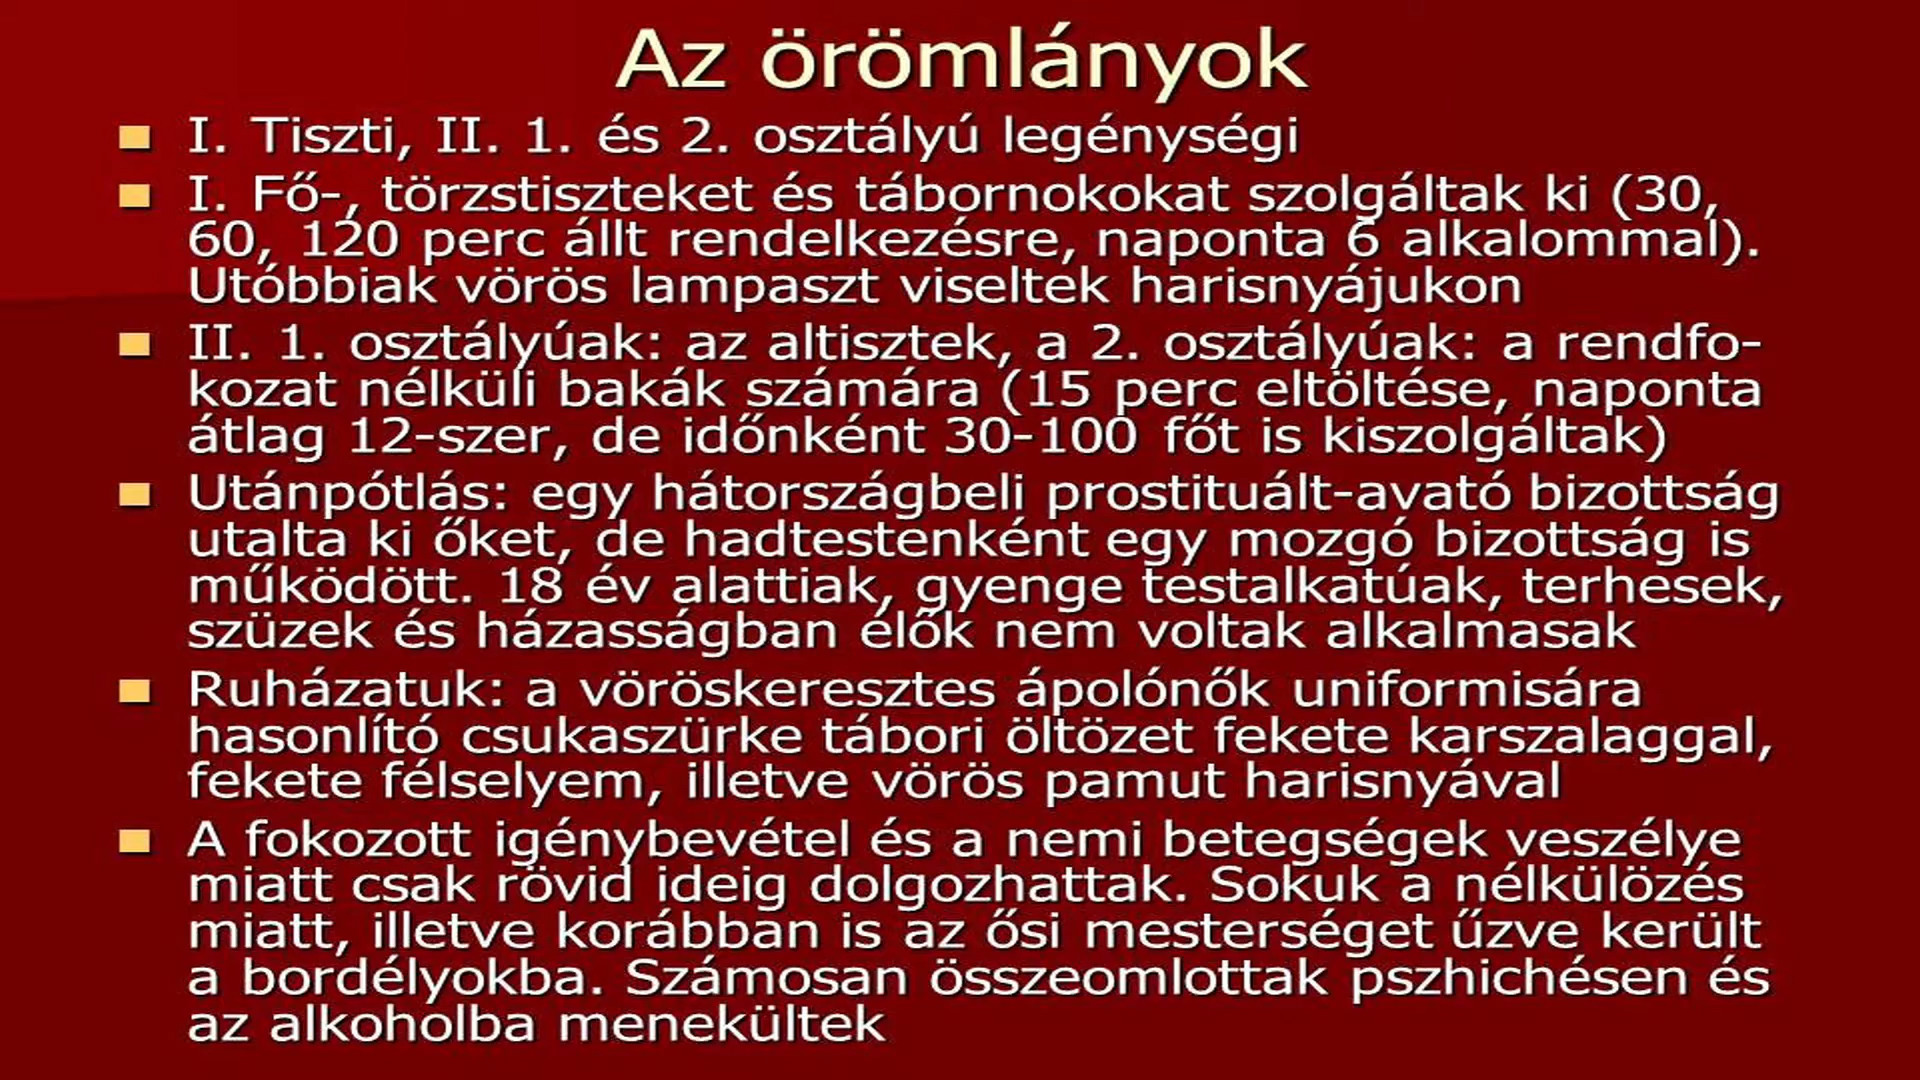 Az örömlányok
I. Tiszti, II. 1. és 2. osztályú legénységi
I. Fő-, törzstiszteket és tábornokokat szolgáltak ki (30,
60, 120 perc állt rendelkezésre, naponta 6 alkalommal).
Utóbbiak vörös lampaszt viseltek harisnyájukon
II. 1. osztályúak: az altisztek, a 2. osztályúak: a rendfo-
kozat nélküli bakák számára (15 perc eltöltése, naponta
átlag 12-szer, de időnként 30-100 főt is kiszolgáltak)
Utánpótlás: egy hátországbeli prostituált-avató bizottság
utalta ki őket, de hadtestenként egy mozgó bizottság is
működött. 18 év alattiak, gyenge testalkatúak, terhesek,
szüzek és házasságban élők nem voltak alkalmasak
Ruházatuk: a vöröskeresztes ápolónők uniformisára
hasonlító csukaszürke tábori öltözet fekete karszalaggal,
fekete félselyem, illetve vörös pamut harisnyával
A fokozott igénybevétel és a nemi betegségek veszélye
miatt csak rövid ideig dolgozhattak. Sokuk a nélkülözés
miatt, illetve korábban is az ősi mesterséget űzve került
a bordélyokba. Számosan összeomlottak pszhichésen és
az alkoholba menekültek